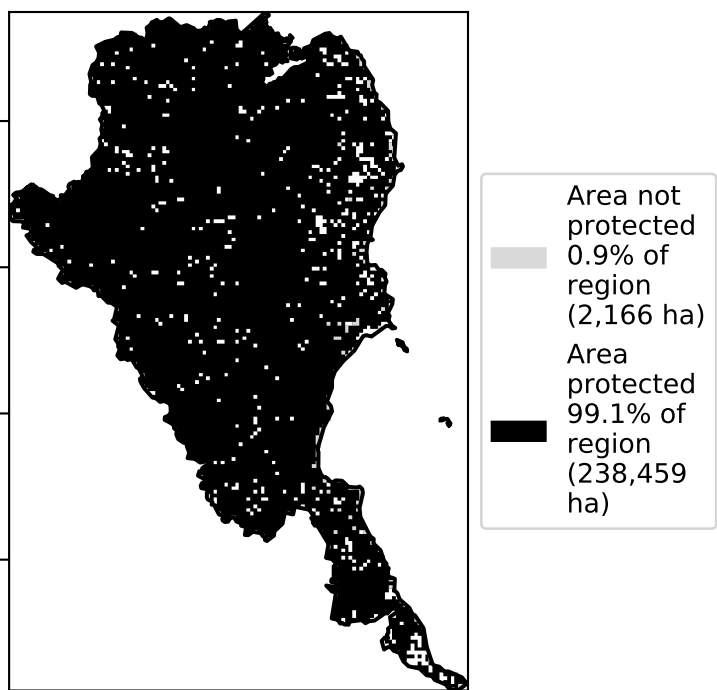 Area not
protected
0.9% of
region
(2,166 ha)
Area
protected
99.1% of
region
(238,459
ha)